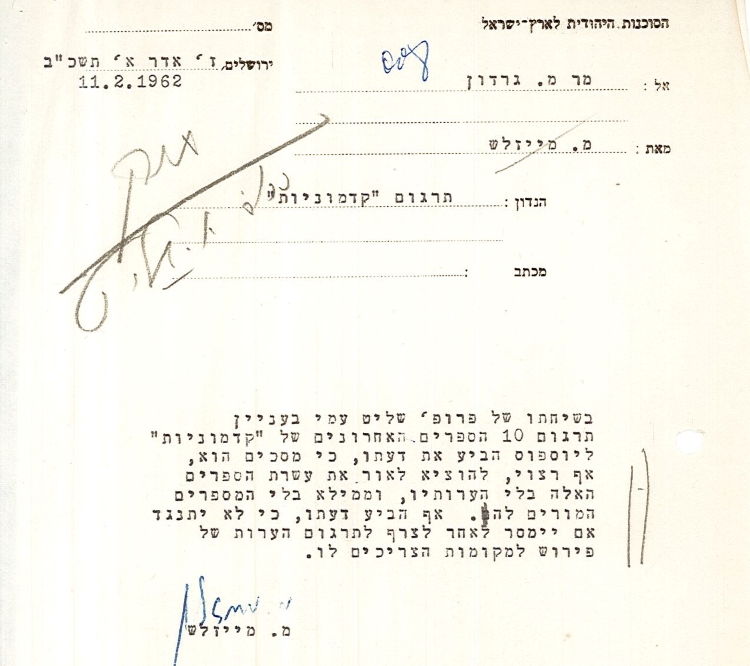 הסוכנות היהודית לארץ-ישראל
מס'
ירושלים, ז' אדר א' תשכ"ב
11.2.1962
אל: מר מ. גרדון
מאת: מ. מייזלש
הנדון: תרגום "קדמוניות"
מכתב:
בשיחתו של פרופ' שליט עמי בעניין
תרגום 10 הספרים האחרונים של "קדמוניות"
ליוספוס הביע את דעתו, כי מסכים הוא,
אף רצוי, להוציא לאור את עשרת הספרים
האלה בלי הערותיו, וממילא בלי המספרים
המורים להם. אף הביע דעתו, כי לא יתנגד
אם יימסר לאחר לצרף לתרגום הערות של
פירוש למקומות הצריכים לו.
מ. מייזלש